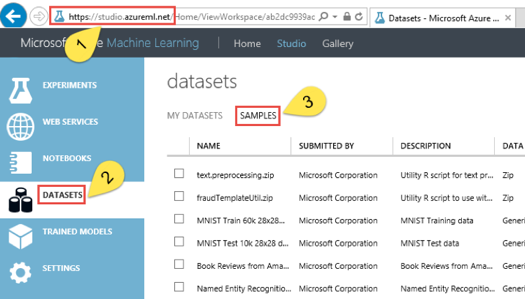 https://studio.azureml.net/Home/ViewWorkspace/ab2dc9939ac
Datasets - Microsoft Azure
1
Microsoft Machine Learning
Home
Studio
Gallery
EXPERIMENTS
WEB SERVICES
NOTEBOOKS
DATASETS
2
TRAINED MODELS
SETTINGS
datasets
MY DATASETS
SAMPLES
3
NAME SUBMITTED BY DESCRIPTION DATA
text.preprocessing.zip Microsoft Corporation Utility R script for text pr... Zip
fraudTemplateUtil.zip Microsoft Corporation Utility R script to use wit... Zip
MNIST Train 60k 28x28... Microsoft Corporation MNIST Training data Generi
MNIST Test 10k 28x28 d... Microsoft Corporation MNIST Test data Generi
Book Reviews from Ama... Microsoft Corporation Book Reviews from Ama...
Named Entity Recognitio... Microsoft Corporation Named Entity Recognitio... Generi